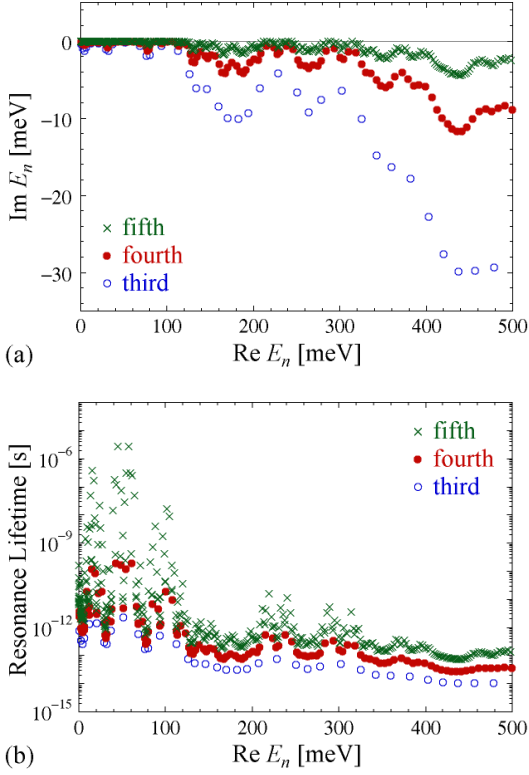 0
−10
−20
−30
Im Eₙ [meV]
× fifth
● fourth
○ third
0 100 200 300 400 500
(a)
Re Eₙ [meV]
10⁻⁶
10⁻⁹
10⁻¹²
10⁻¹⁵
Resonance Lifetime [s]
× fifth
● fourth
○ third
0 100 200 300 400 500
(b)
Re Eₙ [meV]